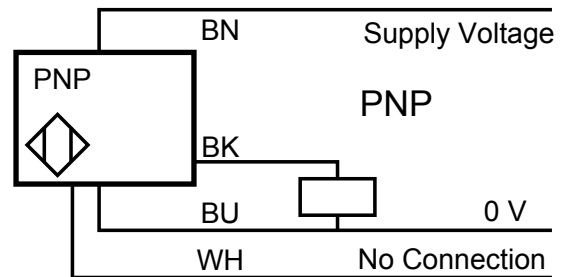 BN Supply Voltage
PNP
PNP
BK
BU 0 V
WH No Connection